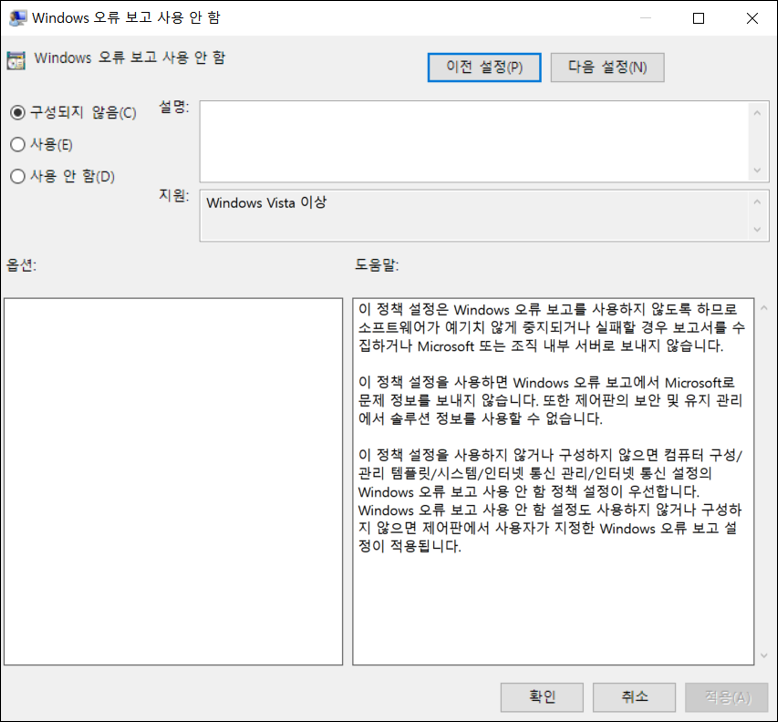 Windows 오류 보고 사용 안 함
Windows 오류 보고 사용 안 함
이전 설정(P)
다음 설정(N)
구성되지 않음(C)
사용(E)
사용 안 함(D)
설명:
지원:
Windows Vista 이상
옵션:
도움말:
이 정책 설정은 Windows 오류 보고를 사용하지 않도록 하므로
소프트웨어가 예기치 않게 중지되거나 실패할 경우 보고서를 수
집하거나 Microsoft 또는 조직 내부 서버로 보내지 않습니다.
이 정책 설정을 사용하면 Windows 오류 보고에서 Microsoft로
문제 정보를 보내지 않습니다. 또한 제어판의 보안 및 유지 관리
에서 솔루션 정보를 사용할 수 없습니다.
이 정책 설정을 사용하지 않거나 구성하지 않으면 컴퓨터 구성/
관리 템플릿/시스템/인터넷 통신 관리/인터넷 통신 설정의
Windows 오류 보고 사용 안 함 정책 설정이 우선합니다.
Windows 오류 보고 사용 안 함 설정도 사용하지 않거나 구성하
지 않으면 제어판에서 사용자가 지정한 Windows 오류 보고 설
정이 적용됩니다.
확인
취소
적용(A)